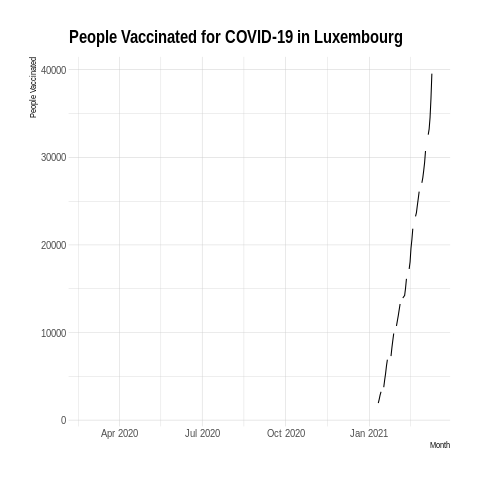 People Vaccinated for COVID-19 in Luxembourg
People Vaccinated
40000
30000
20000
10000
0
Apr 2020
Jul 2020
Oct 2020
Jan 2021
Month